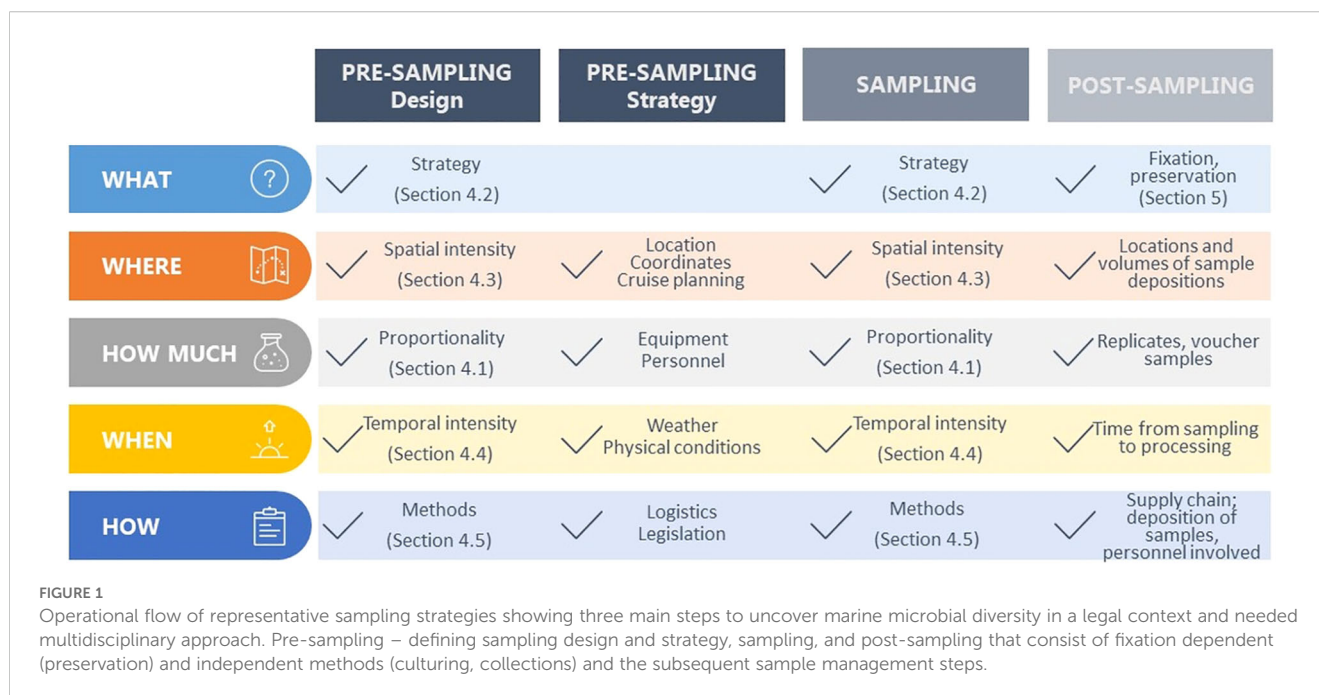 PRE-SAMPLING
Design
PRE-SAMPLING
Strategy
SAMPLING
POST-SAMPLING
WHAT
?
Strategy
(Section 4.2)
Strategy
(Section 4.2)
Fixation,
preservation
(Section 5)
WHERE
Spatial intensity
(Section 4.3)
Location
Coordinates
Cruise planning
Spatial intensity
(Section 4.3)
Locations and
volumes of sample
depositions
HOW MUCH
Proportionality
(Section 4.1)
Equipment
Personnel
Proportionality
(Section 4.1)
Replicates, voucher
samples
WHEN
Temporal intensity
(Section 4.4)
Weather
Physical conditions
Temporal intensity
(Section 4.4)
Time from sampling
to processing
HOW
Methods
(Section 4.5)
Logistics
Legislation
Methods
(Section 4.5)
Supply chain;
deposition of
samples,
personnel involved
FIGURE 1
Operational flow of representative sampling strategies showing three main steps to uncover marine microbial diversity in a legal context and needed
multidisciplinary approach. Pre-sampling – defining sampling design and strategy, sampling, and post-sampling that consist of fixation dependent
(preservation) and independent methods (culturing, collections) and the subsequent sample management steps.